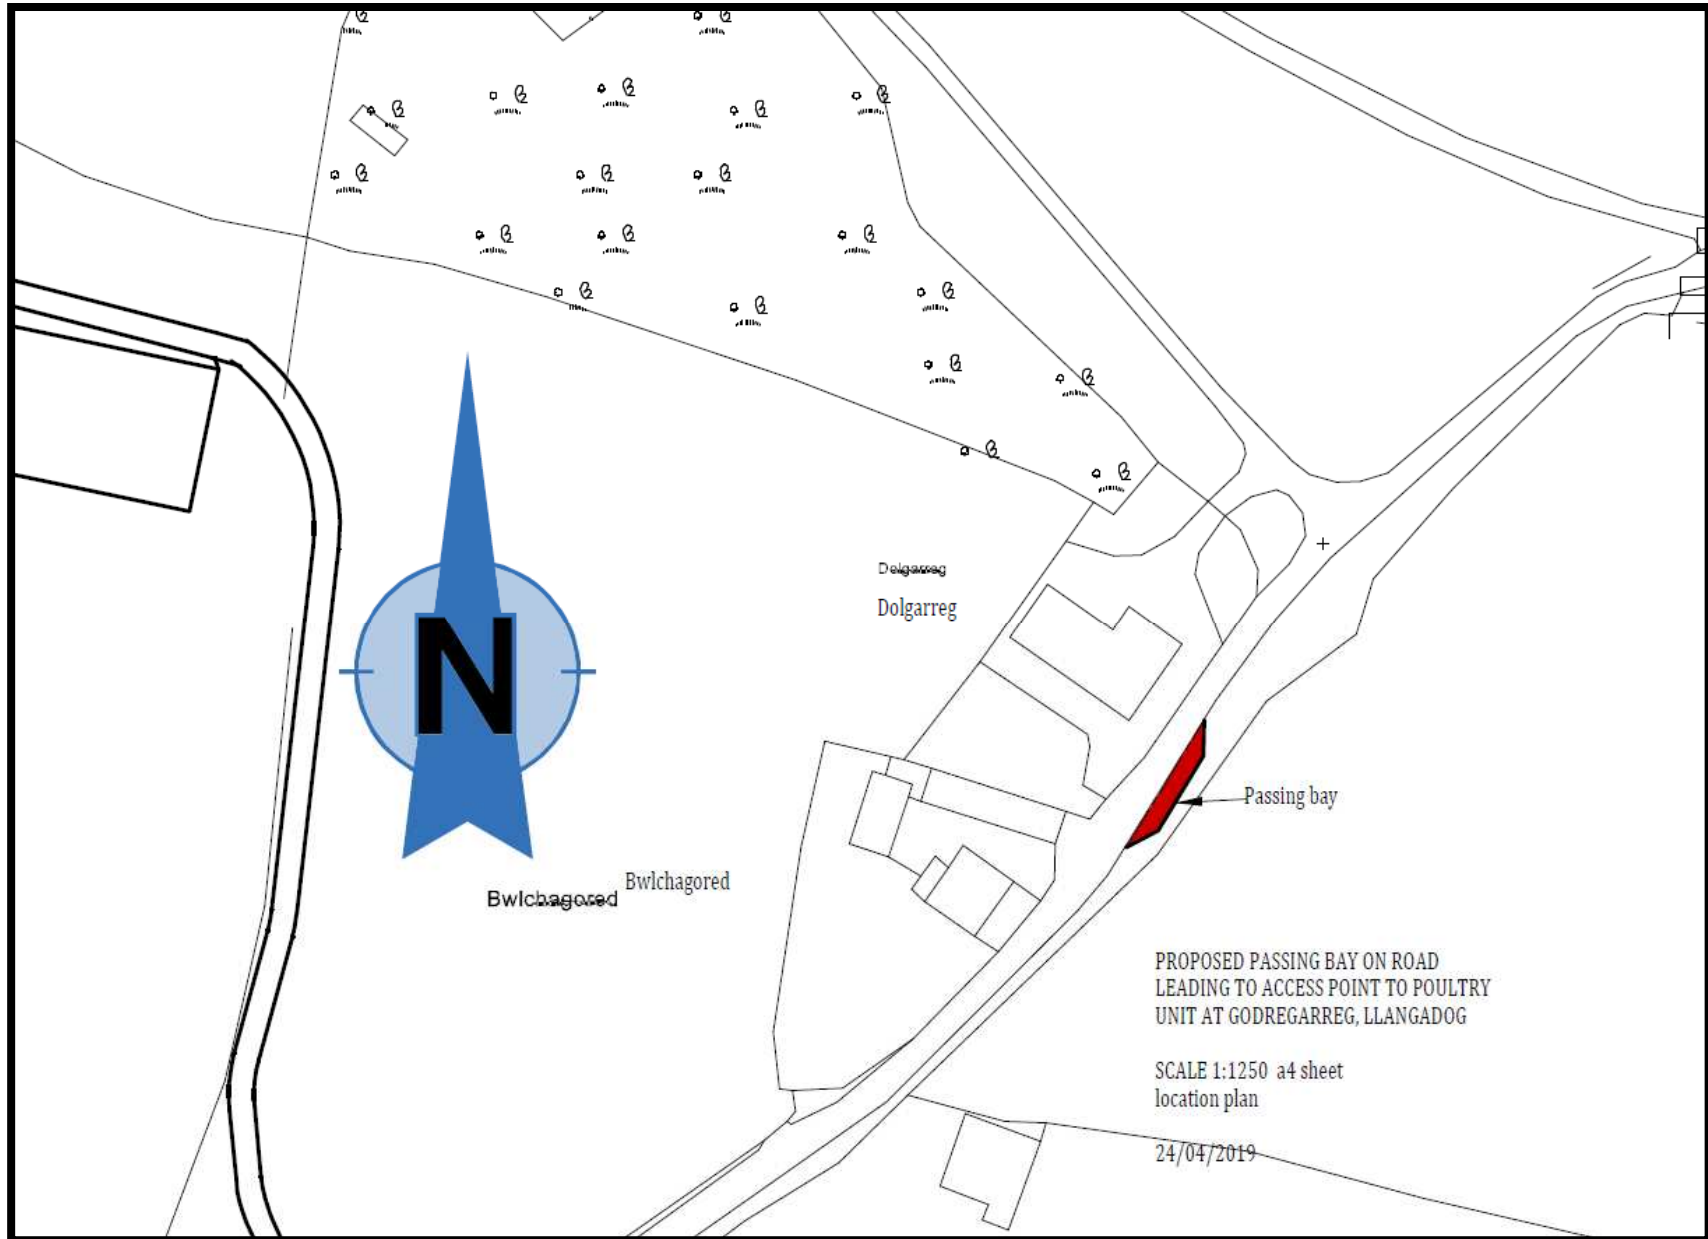 N
Dolgarreg
Dolgarreg
Passing bay
Bwlchagored
Bwlchagored
PROPOSED PASSING BAY ON ROAD
LEADING TO ACCESS POINT TO POULTRY
UNIT AT GODREGARREG, LLANGADOG
SCALE 1:1250 a4 sheet
location plan
24/04/2019